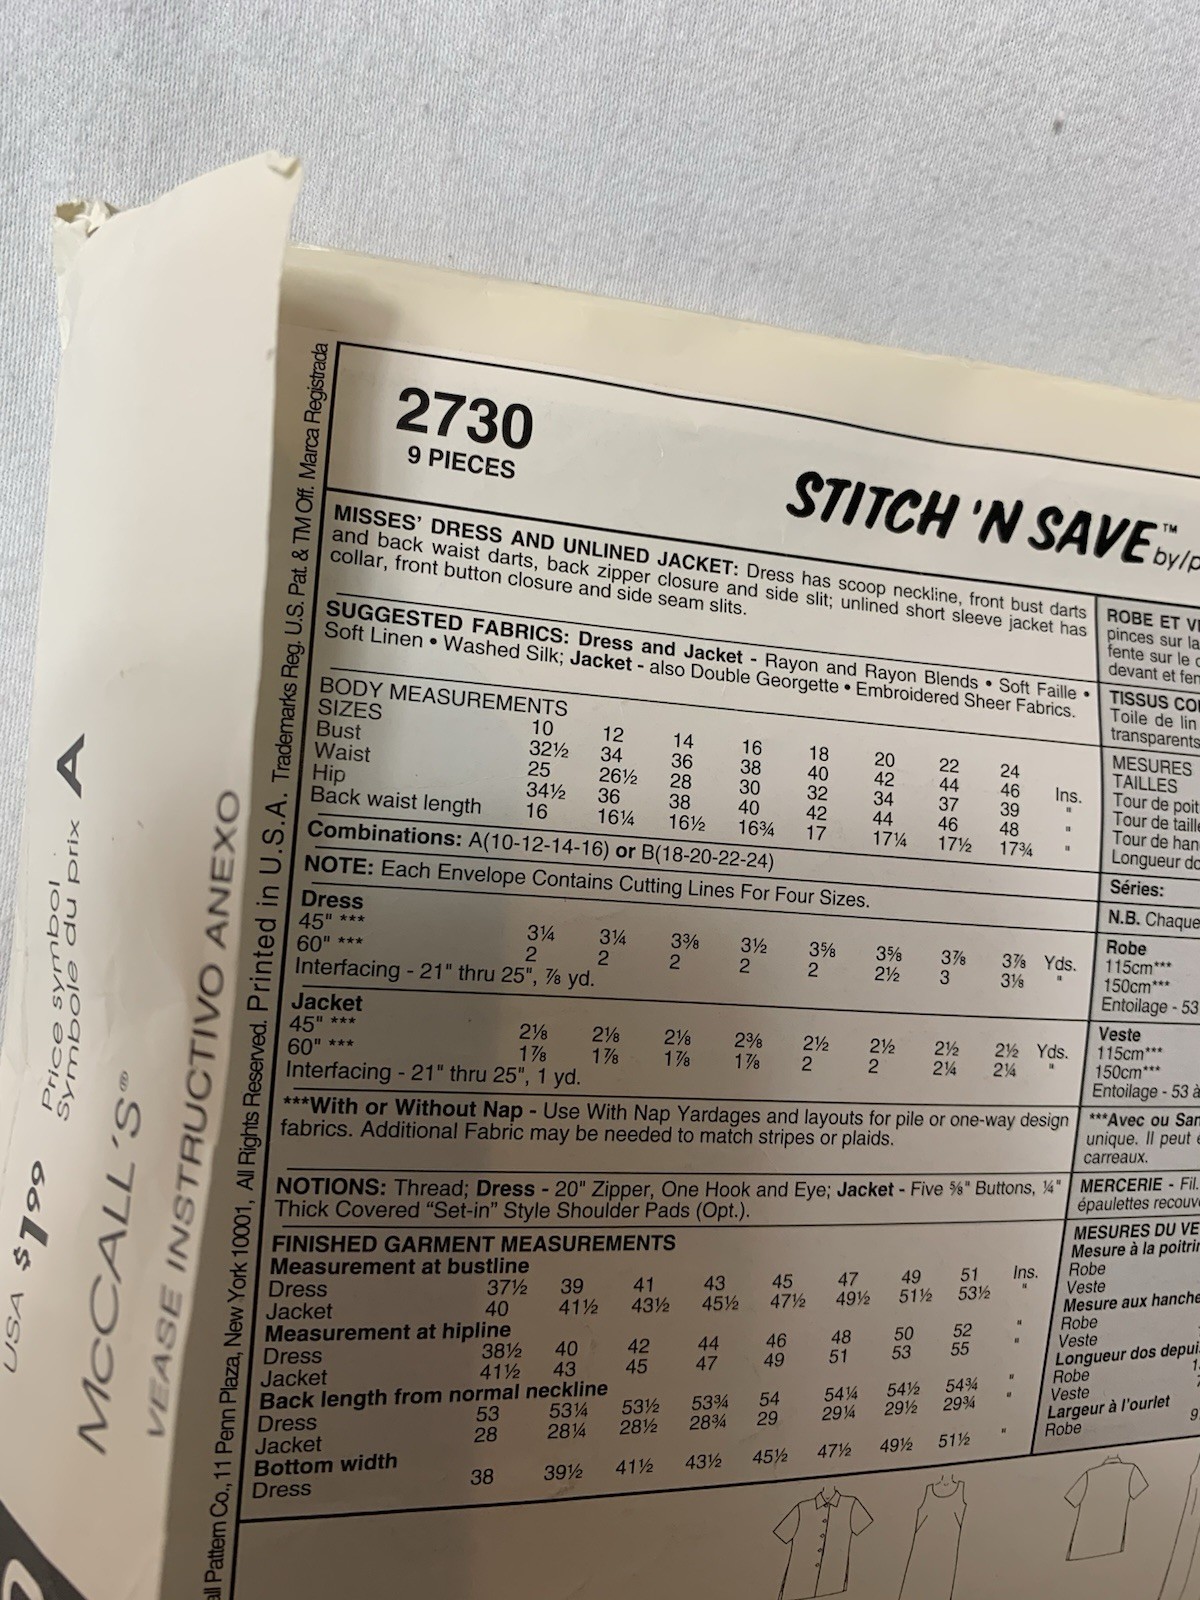 2730
9 PIECES
STITCH 'N SAVE™ by/p
MISSES' DRESS AND UNLINED JACKET: Dress has scoop neckline, front bust darts
and back waist darts, back zipper closure and side slit; unlined short sleeve jacket has
collar, front button closure and side seam slits.
SUGGESTED FABRICS: Dress and Jacket - Rayon and Rayon Blends • Soft Faille •
Soft Linen • Washed Silk; Jacket - also Double Georgette • Embroidered Sheer Fabrics.
BODY MEASUREMENTS
SIZES 10 12 14 16 18 20 22 24
Bust 32½ 34 36 38 40 42 44 46 Ins.
Waist 25 26½ 28 30 32 34 37 39 "
Hip 34½ 36 38 40 42 44 46 48 "
Back waist length 16 16¼ 16½ 16¾ 17 17¼ 17½ 17¾ "
Combinations: A(10-12-14-16) or B(18-20-22-24)
NOTE: Each Envelope Contains Cutting Lines For Four Sizes.
Dress
45" *** 3¼ 3¼ 3⅜ 3½ 3⅝ 3⅝ 3⅞ 3⅞ Yds.
60" *** 2 2 2 2 2 2½ 3 3⅛ "
Interfacing - 21" thru 25", ⅞ yd.
Jacket
45" *** 2⅛ 2⅛ 2⅛ 2⅜ 2½ 2½ 2½ 2½ Yds.
60" *** 1⅞ 1⅞ 1⅞ 1⅞ 2 2 2¼ 2¼ "
Interfacing - 21" thru 25", 1 yd.
***With or Without Nap - Use With Nap Yardages and layouts for pile or one-way design
fabrics. Additional Fabric may be needed to match stripes or plaids.
NOTIONS: Thread; Dress - 20" Zipper, One Hook and Eye; Jacket - Five ⅝" Buttons, ¼"
Thick Covered "Set-in" Style Shoulder Pads (Opt.).
FINISHED GARMENT MEASUREMENTS
Measurement at bustline
Dress 37½ 39 41 43 45 47 49 51 Ins.
Jacket 40 41½ 43½ 45½ 47½ 49½ 51½ 53½ "
Measurement at hipline
Dress 38½ 40 42 44 46 48 50 52 "
Jacket 41½ 43 45 47 49 51 53 55 "
Back length from normal neckline
Dress 53 53¼ 53½ 53¾ 54 54¼ 54½ 54¾ "
Jacket 28 28¼ 28½ 28¾ 29 29¼ 29½ 29¾ "
Bottom width
Dress 38 39½ 41½ 43½ 45½ 47½ 49½ 51½ "
ROBE ET V
pinces sur la
fente sur le
devant et fen
TISSUS CO
Toile de lin
transparents
MESURES
TAILLES
Tour de poit
Tour de taill
Tour de han
Longueur do
Séries:
N.B. Chaque
Robe
115cm***
150cm***
Entoilage - 53
Veste
115cm***
150cm***
Entoilage - 53 à
***Avec ou San
unique. Il peut
carreaux.
MERCERIE - Fil.
épaulettes recouv
MESURES DU VE
Mesure à la poitrin
Robe
Veste
Mesure aux hanche
Robe
Veste
Longueur dos depui
Robe
Veste
Largeur à l'ourlet
Robe
all Pattern Co., 11 Penn Plaza, New York 10001, All Rights Reserved. Printed in U.S.A. Trademarks Reg. U.S. Pat. & TM Off. Marca Registrada
USA $1.99
Price symbol
Symbole du prix A
McCALL'S®
VEASE INSTRUCTIVO ANEXO